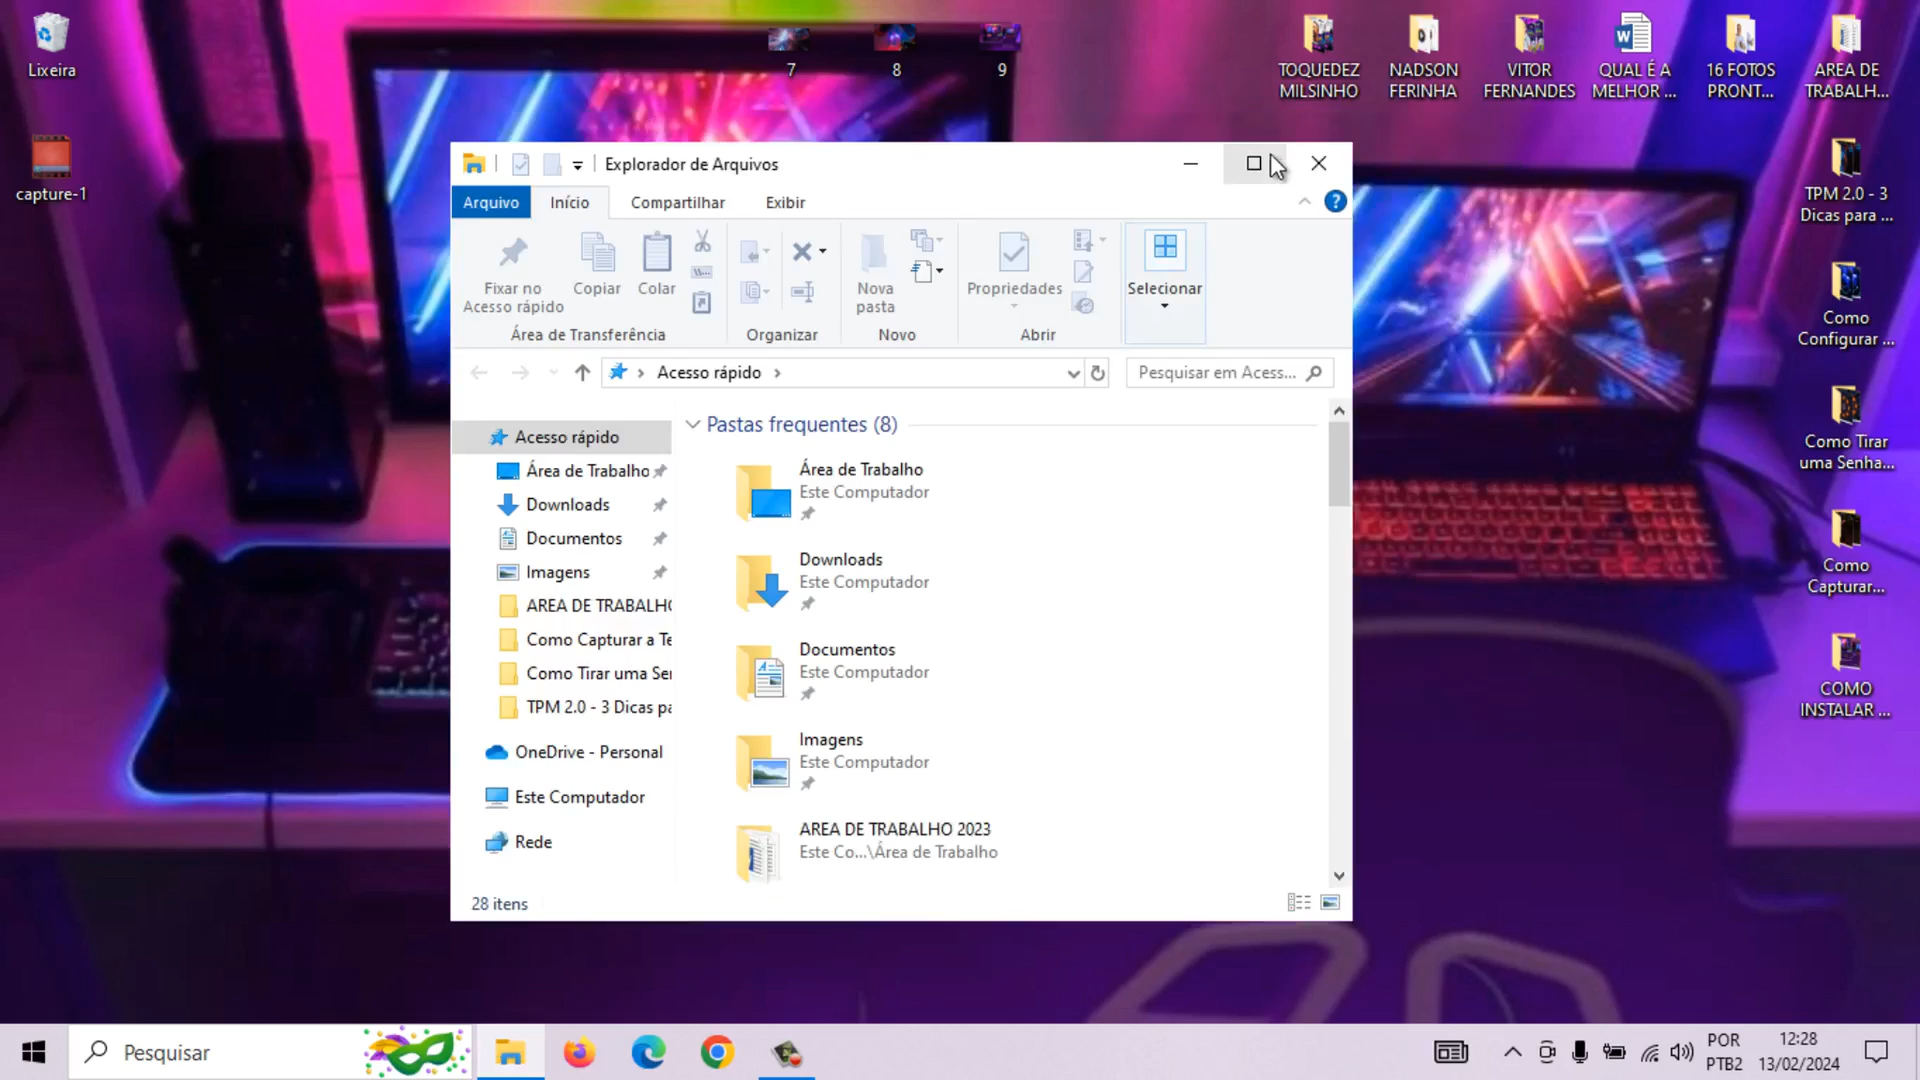 Lixeira
capture-1
7
8
9
TOQUEDEZ
MILSINHO
NADSON
FERINHA
VITOR
FERNANDES
QUAL É A
MELHOR ...
16 FOTOS
PRONT...
AREA DE
TRABALH...
TPM 2.0 - 3
Dicas para ...
Como
Configurar ...
Como Tirar
uma Senha...
Como
Capturar...
COMO
INSTALAR ...
Explorador de Arquivos
Arquivo
Início
Compartilhar
Exibir
Fixar no
Acesso rápido
Copiar
Colar
Área de Transferência
Organizar
Nova
pasta
Novo
Propriedades
Abrir
Selecionar
Acesso rápido
Pesquisar em Acess...
Acesso rápido
Área de Trabalho
Downloads
Documentos
Imagens
AREA DE TRABALHO
Como Capturar a Te
Como Tirar uma Ser
TPM 2.0 - 3 Dicas pa
OneDrive - Personal
Este Computador
Rede
Pastas frequentes (8)
Área de Trabalho
Este Computador
Downloads
Este Computador
Documentos
Este Computador
Imagens
Este Computador
AREA DE TRABALHO 2023
Este Co...\Área de Trabalho
28 itens
Pesquisar
POR
PTB2
12:28
13/02/2024